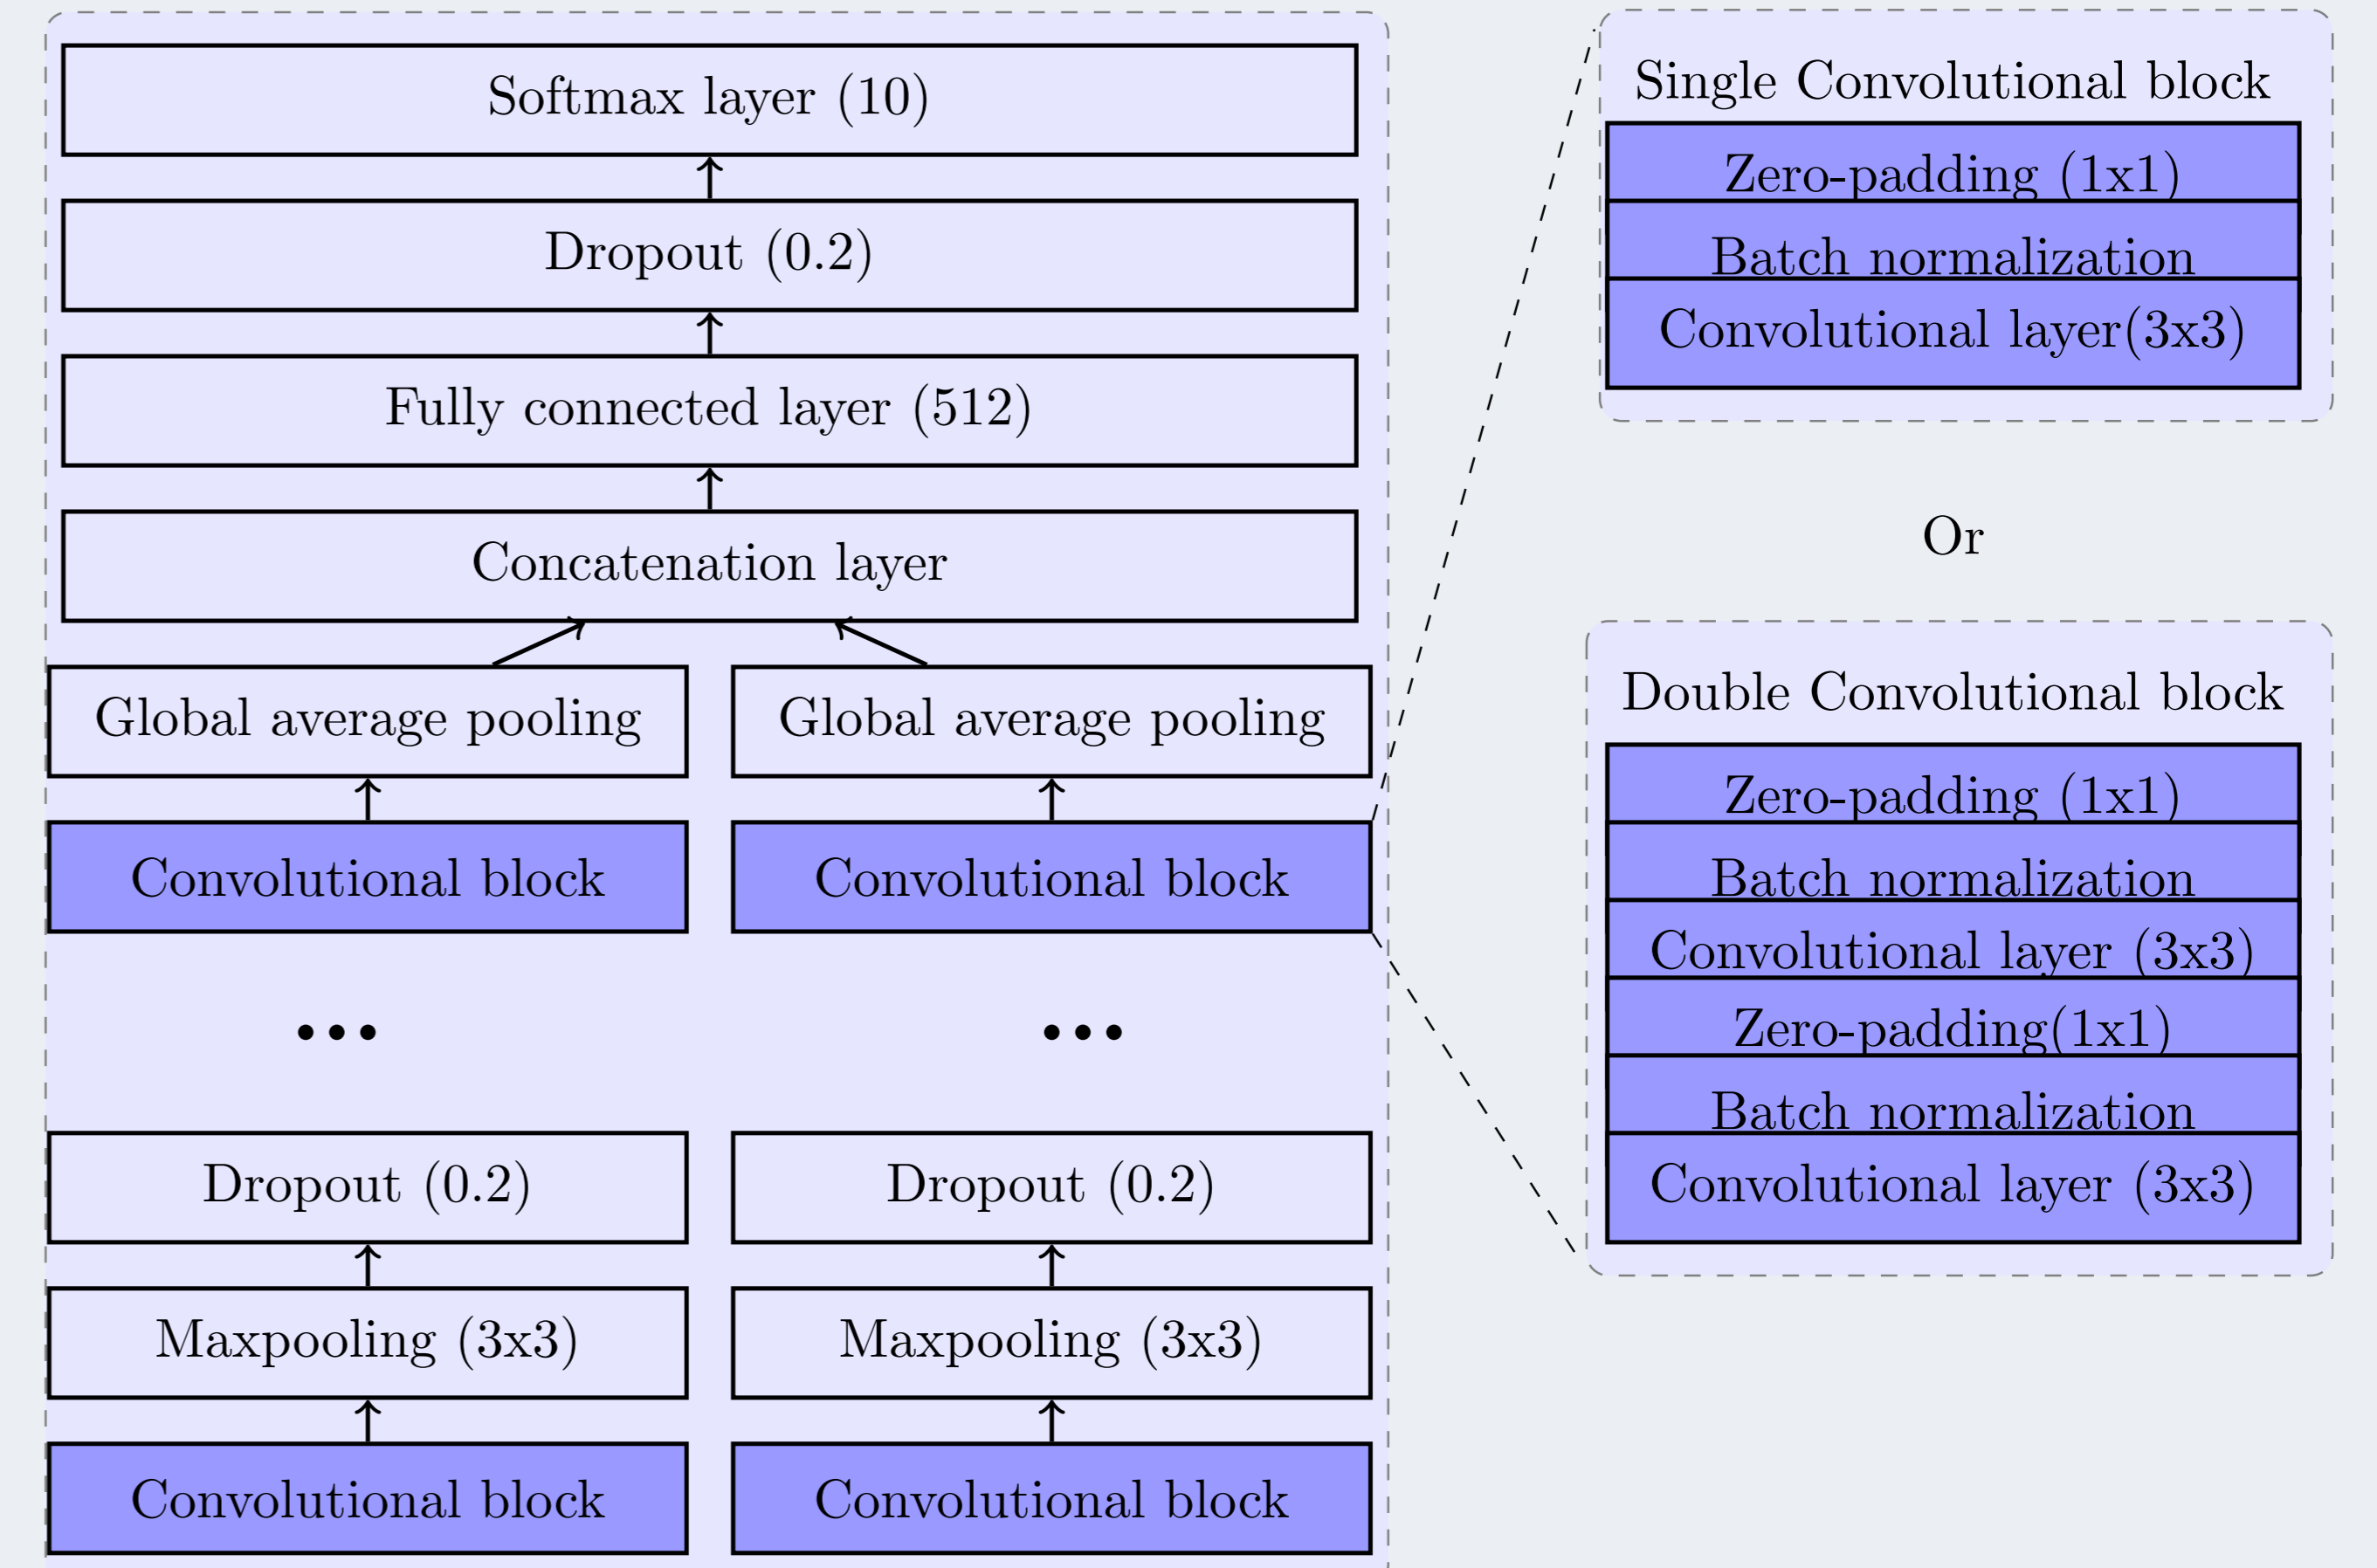 Softmax layer (10)
Dropout (0.2)
Fully connected layer (512)
Concatenation layer
Global average pooling
Global average pooling
Convolutional block
Convolutional block
...
...
Dropout (0.2)
Dropout (0.2)
Maxpooling (3x3)
Maxpooling (3x3)
Convolutional block
Convolutional block
Single Convolutional block
Zero-padding (1x1)
Batch normalization
Convolutional layer(3x3)
Or
Double Convolutional block
Zero-padding (1x1)
Batch normalization
Convolutional layer (3x3)
Zero-padding(1x1)
Batch normalization
Convolutional layer (3x3)